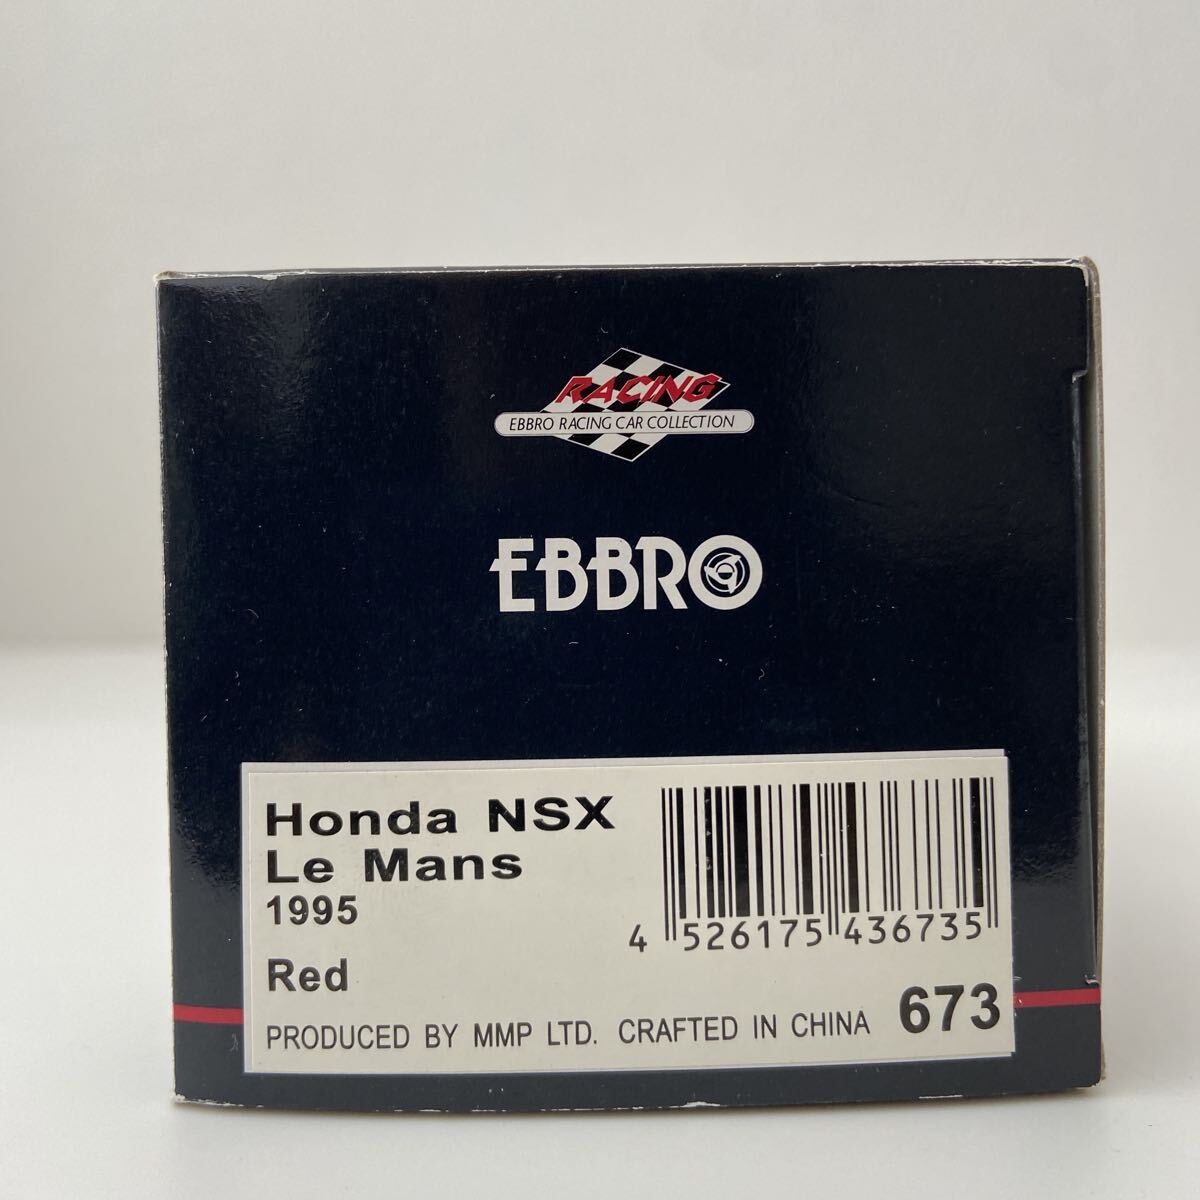 RACING
EBBRO RACING CAR COLLECTION
EBBRO
Honda NSX
Le Mans
1995
Red
4 526175 436735
PRODUCED BY MMP LTD. CRAFTED IN CHINA 673